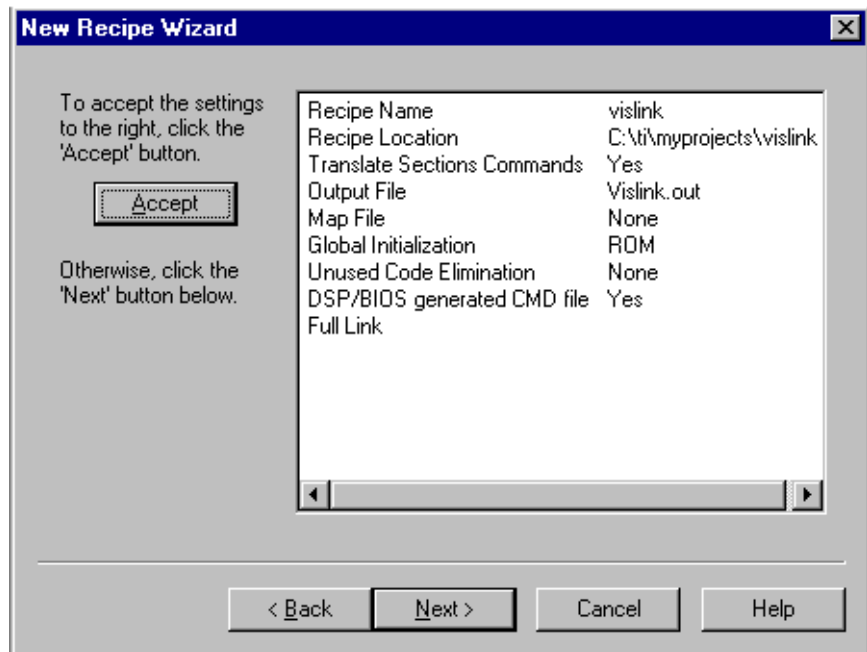 New Recipe Wizard
To accept the settings
to the right, click the
'Accept' button.
Accept
Otherwise, click the
'Next' button below.
Recipe Name vislink
Recipe Location C:\ti\myprojects\vislink
Translate Sections Commands Yes
Output File Vislink.out
Map File None
Global Initialization ROM
Unused Code Elimination None
DSP/BIOS generated CMD file Yes
Full Link
< Back Next > Cancel Help